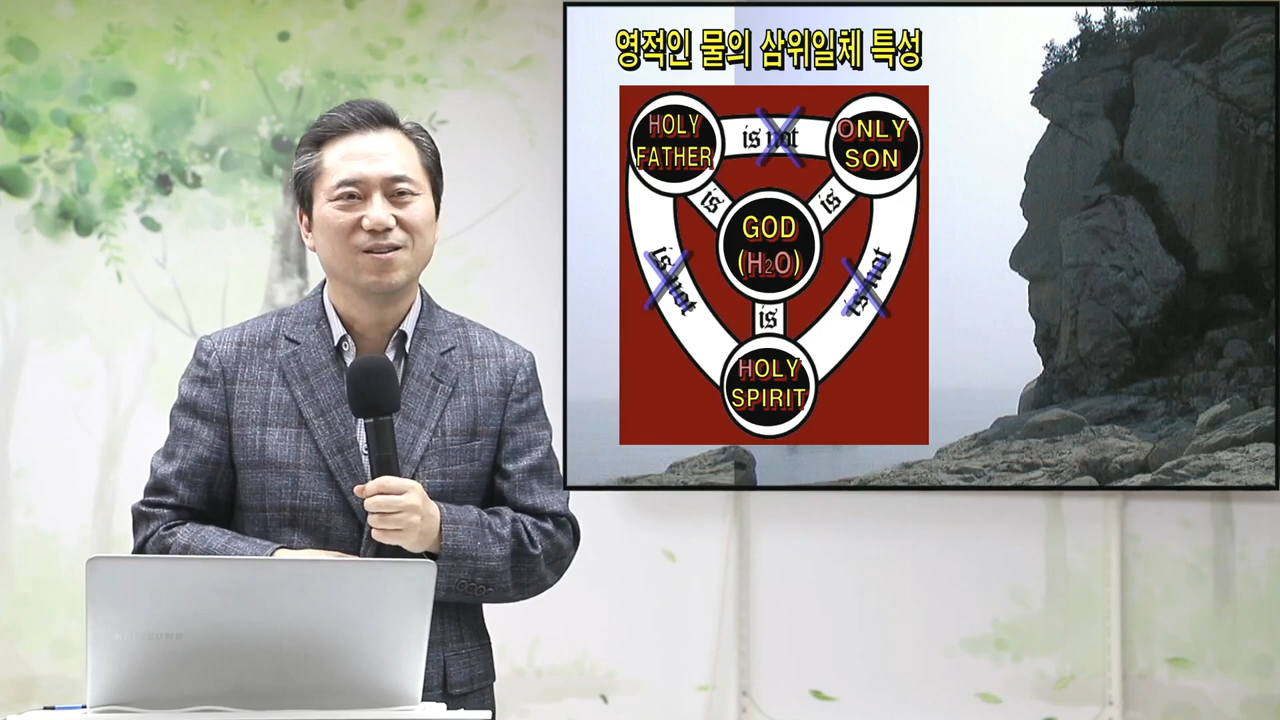 영적인 물의 삼위일체 특성
HOLY
FATHER
is not
ONLY
SON
is
is
GOD
(H₂O)
is not
is not
is
HOLY
SPIRIT